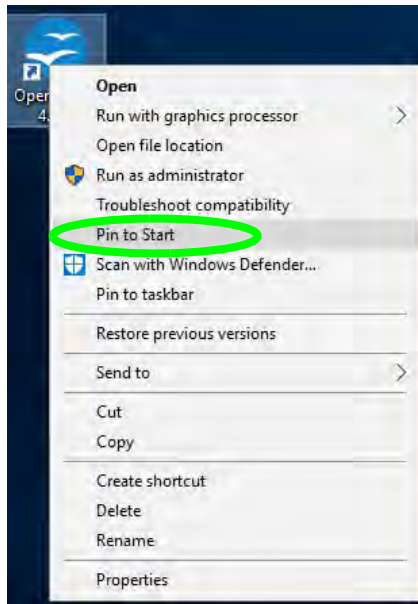 Oper
4.
Open
Run with graphics processor
Open file location
Run as administrator
Troubleshoot compatibility
Pin to Start
Scan with Windows Defender...
Pin to taskbar
Restore previous versions
Send to
Cut
Copy
Create shortcut
Delete
Rename
Properties